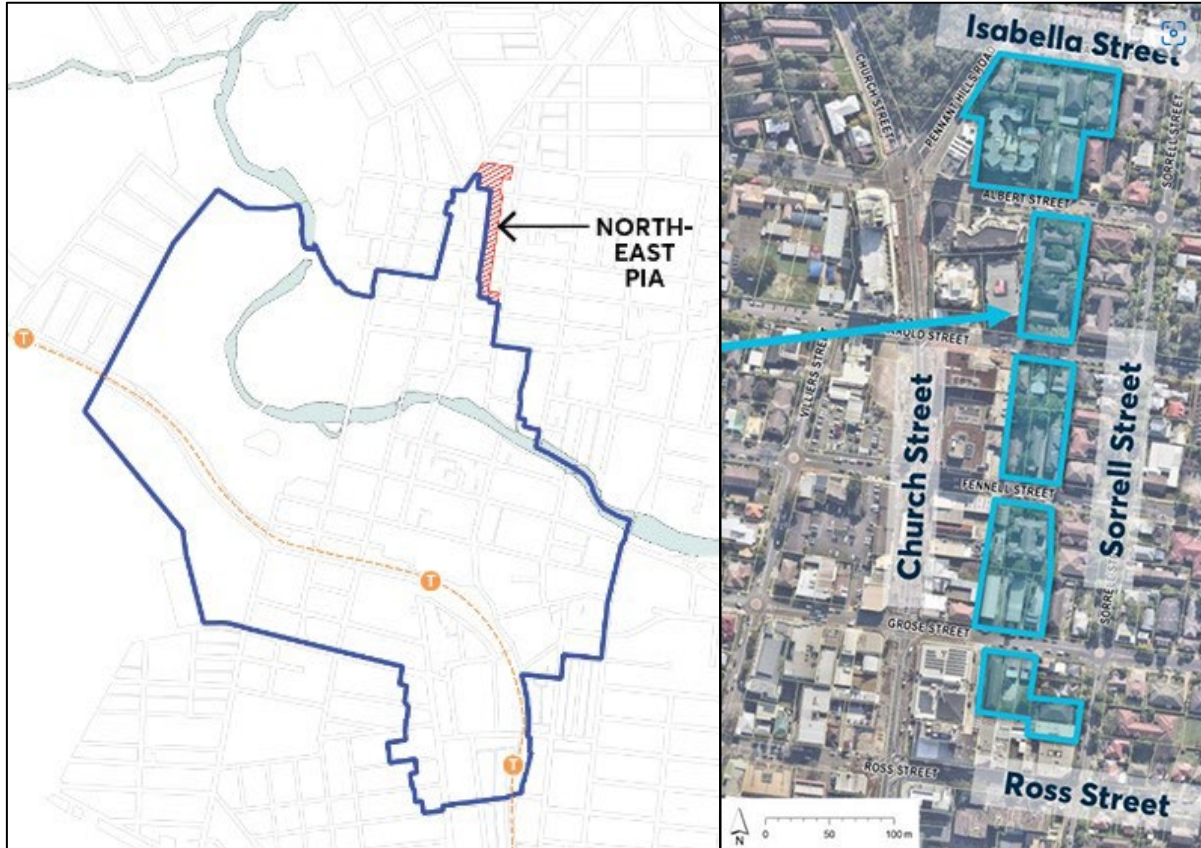 NORTH-
EAST
PIA
T
T
T
Isabella Street
CHURCH STREET
PENNANT HILLS ROAD
SORRELL STREET
ALBERT STREET
STREET
VILLIERS STREET
Church Street
Sorrell Street
FENNELL STREET
GROSE STREET
ROSS STREET
Ross Street
N
0 50 100 m